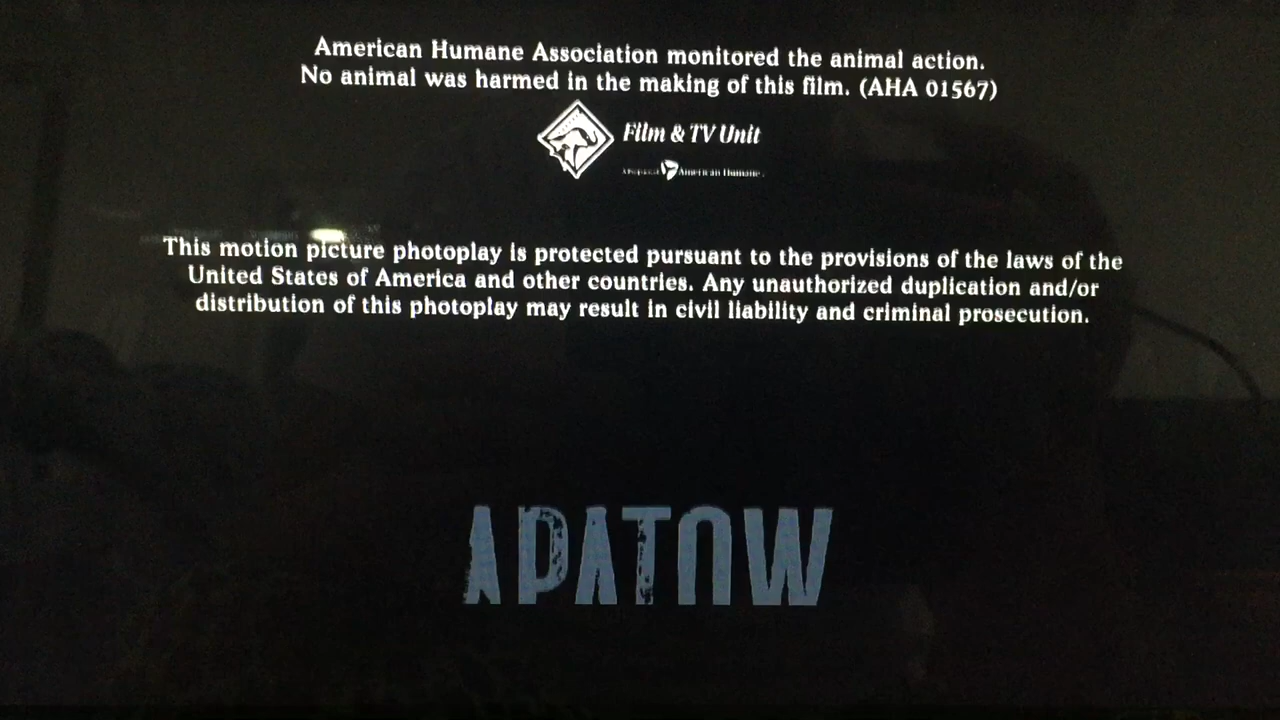 American Humane Association monitored the animal action.
No animal was harmed in the making of this film. (AHA 01567)
Film & TV Unit
American Humane
This motion picture photoplay is protected pursuant to the provisions of the laws of the
United States of America and other countries. Any unauthorized duplication and/or
distribution of this photoplay may result in civil liability and criminal prosecution.
APATOW